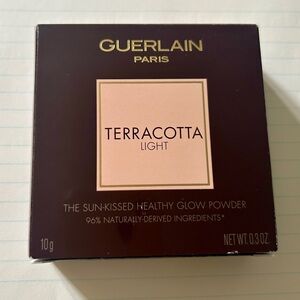 GUERLAIN
PARIS
TERRACOTTA
LIGHT
THE SUN-KISSED HEALTHY GLOW POWDER
96% NATURALLY-DERIVED INGREDIENTS*
10g NET WT. 0.3 OZ.